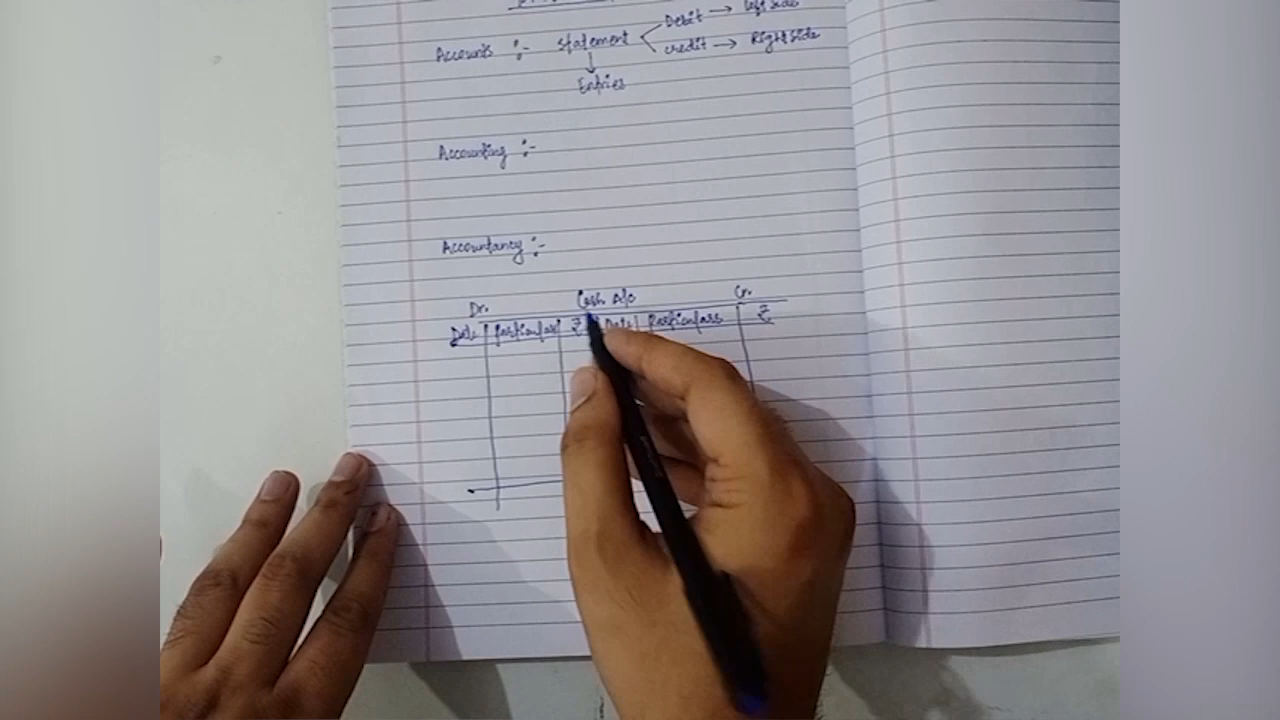 Debit → left side
Accounts :- Statement
credit → Right side
↓
Entries
Accounting :-
Accountancy :-
Dr. Cash A/c Cr.
Date Particulars ₹ Date Particulars ₹